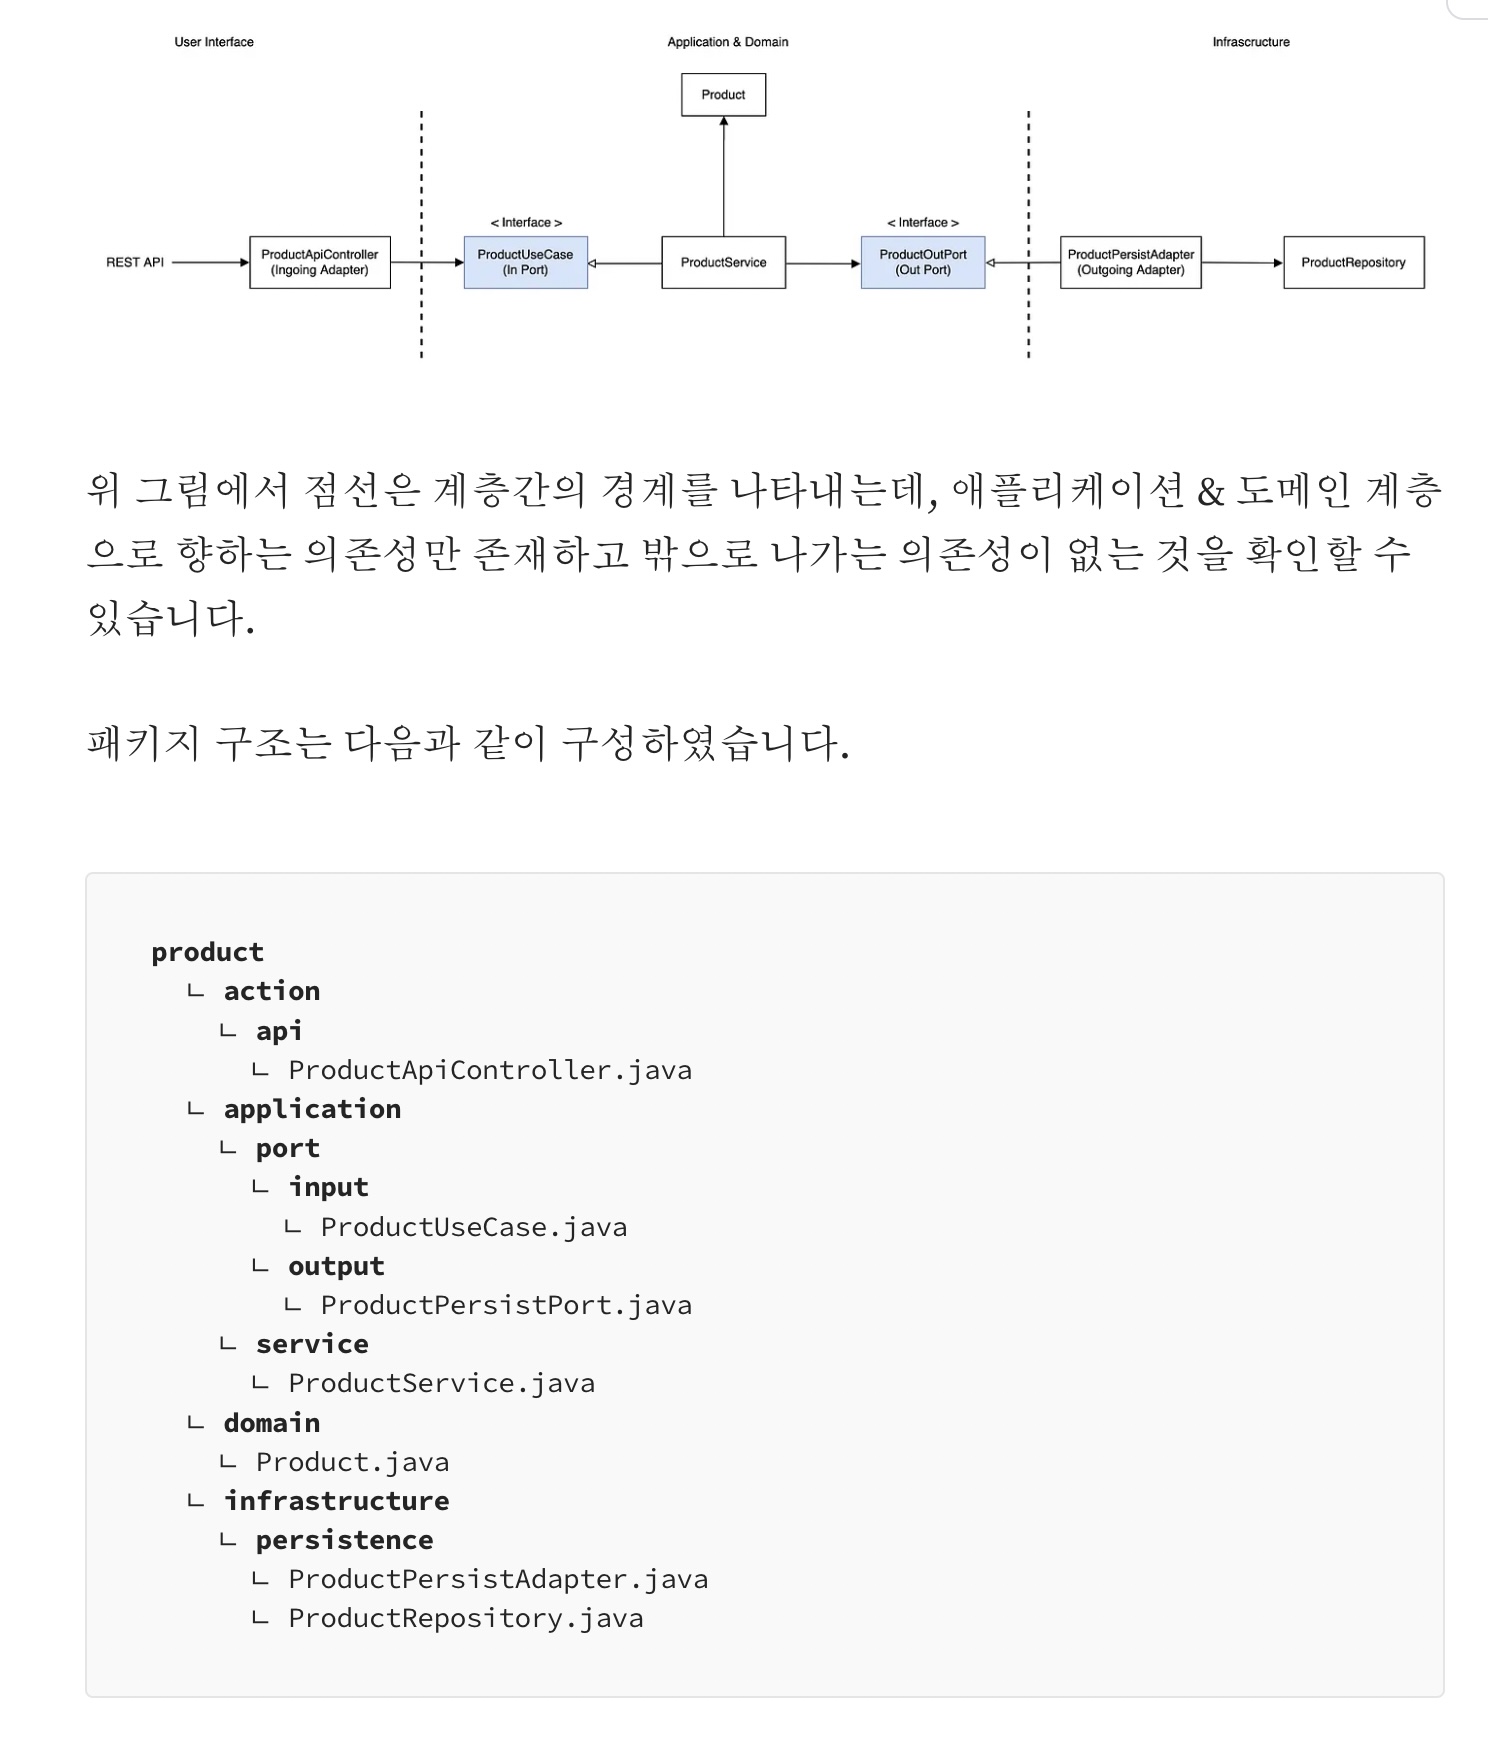 User Interface
Application & Domain
Infrascructure
Product
< Interface >
< Interface >
REST API
ProductApiController
(Ingoing Adapter)
ProductUseCase
(In Port)
ProductService
ProductOutPort
(Out Port)
ProductPersistAdapter
(Outgoing Adapter)
ProductRepository
위 그림에서 점선은 계층간의 경계를 나타내는데, 애플리케이션 & 도메인 계층
으로 향하는 의존성만 존재하고 밖으로 나가는 의존성이 없는 것을 확인할 수
있습니다.
패키지 구조는 다음과 같이 구성하였습니다.
product
ㄴ action
ㄴ api
ㄴ ProductApiController.java
ㄴ application
ㄴ port
ㄴ input
ㄴ ProductUseCase.java
ㄴ output
ㄴ ProductPersistPort.java
ㄴ service
ㄴ ProductService.java
ㄴ domain
ㄴ Product.java
ㄴ infrastructure
ㄴ persistence
ㄴ ProductPersistAdapter.java
ㄴ ProductRepository.java